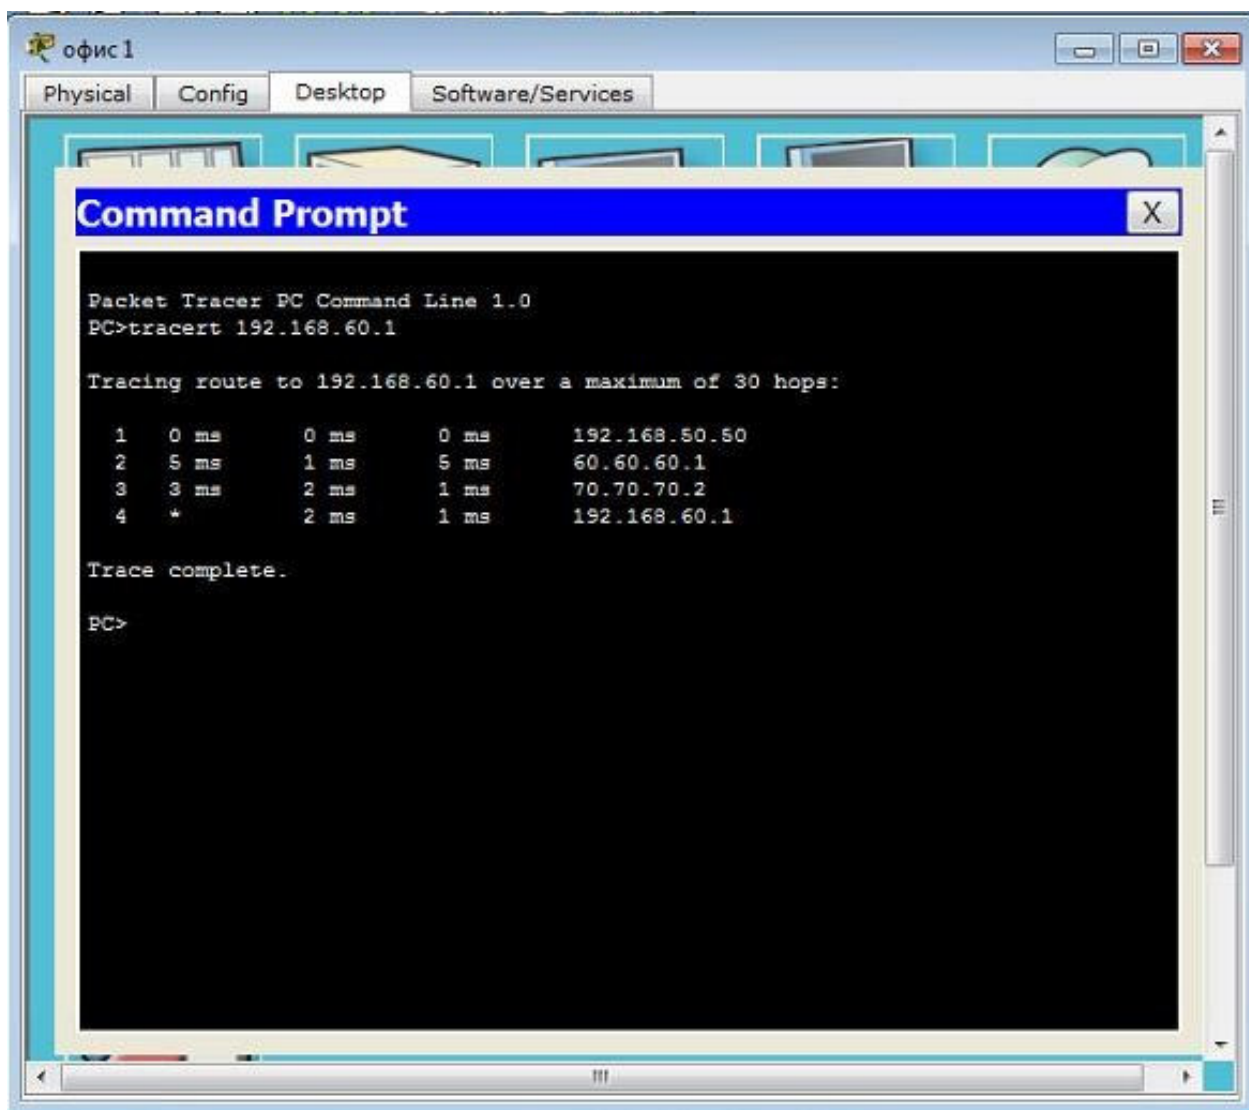 офис 1
Physical Config Desktop Software/Services
Command Prompt X
Packet Tracer PC Command Line 1.0
PC>tracert 192.168.60.1
Tracing route to 192.168.60.1 over a maximum of 30 hops:
1 0 ms 0 ms 0 ms 192.168.50.50
2 5 ms 1 ms 5 ms 60.60.60.1
3 3 ms 2 ms 1 ms 70.70.70.2
4 * 2 ms 1 ms 192.168.60.1
Trace complete.
PC>